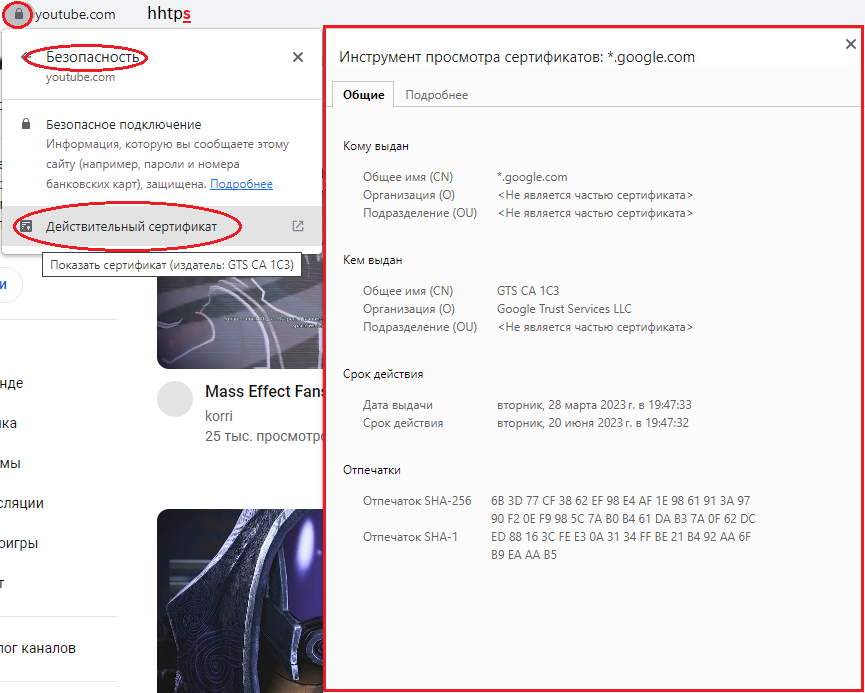 youtube.com
hhtps
Безопасность
youtube.com
Безопасное подключение
Информация, которую вы сообщаете этому
сайту (например, пароли и номера
банковских карт), защищена. Подробнее
Действительный сертификат
Показать сертификат (издатель: GTS CA 1C3)
и
нде
ка
мы
сляции
оигры
т
лог каналов
Mass Effect Fans
korri
25 тыс. просмотро
Инструмент просмотра сертификатов: *.google.com
Общие
Подробнее
Кому выдан
Общее имя (CN) *.google.com
Организация (O) <Не является частью сертификата>
Подразделение (OU) <Не является частью сертификата>
Кем выдан
Общее имя (CN) GTS CA 1C3
Организация (O) Google Trust Services LLC
Подразделение (OU) <Не является частью сертификата>
Срок действия
Дата выдачи вторник, 28 марта 2023 г. в 19:47:33
Срок действия вторник, 20 июня 2023 г. в 19:47:32
Отпечатки
Отпечаток SHA-256 6B 3D 77 CF 38 62 EF 98 E4 AF 1E 98 61 91 3A 97
90 F2 0E F9 98 5C 7A B0 B4 61 DA B3 7A 0F 62 DC
Отпечаток SHA-1 ED 88 16 3C FE E3 0A 31 34 FF BE 21 B4 92 AA 6F
B9 EA AA B5